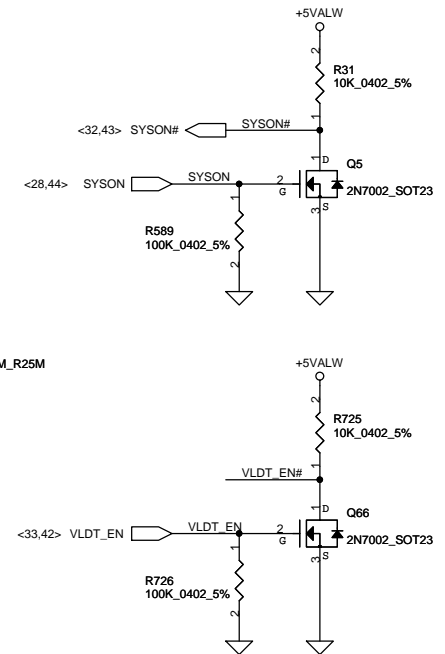 +5VALW
2
R31
10K_0402_5%
1
<32,43> SYSON# SYSON#
1 D
Q5
<28,44> SYSON SYSON 2
G
2N7002_SOT23
3 S
1
R589
100K_0402_5%
2
M_R25M
+5VALW
2
R725
10K_0402_5%
1
VLDT_EN#
1 D
Q66
<33,42> VLDT_EN VLDT_EN 2
G
2N7002_SOT23
3 S
1
R726
100K_0402_5%
2